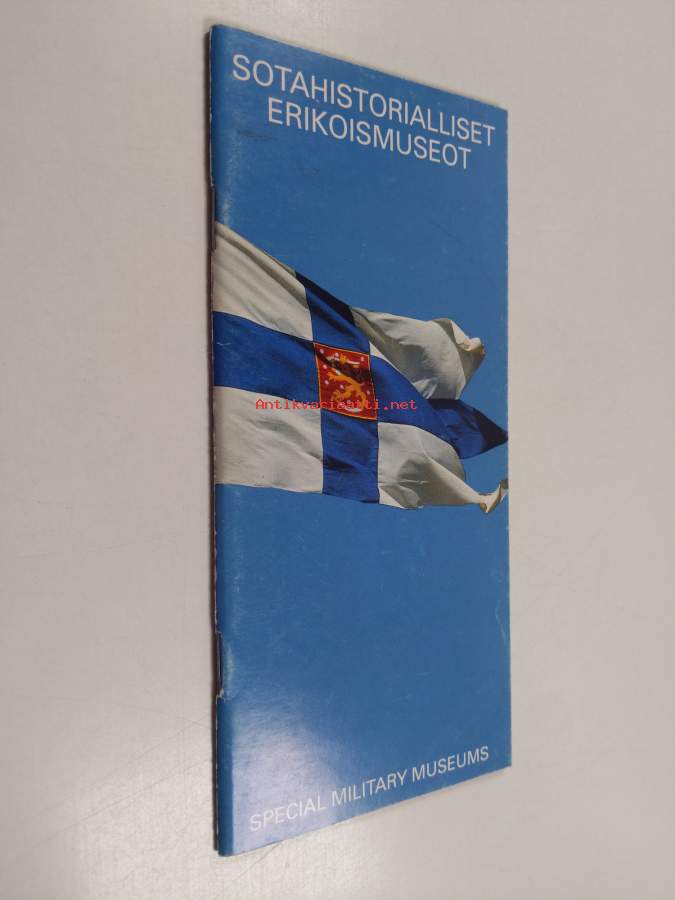 SOTAHISTORIALLISET
ERIKOISMUSEOT
Antikvariaatti.net
SPECIAL MILITARY MUSEUMS